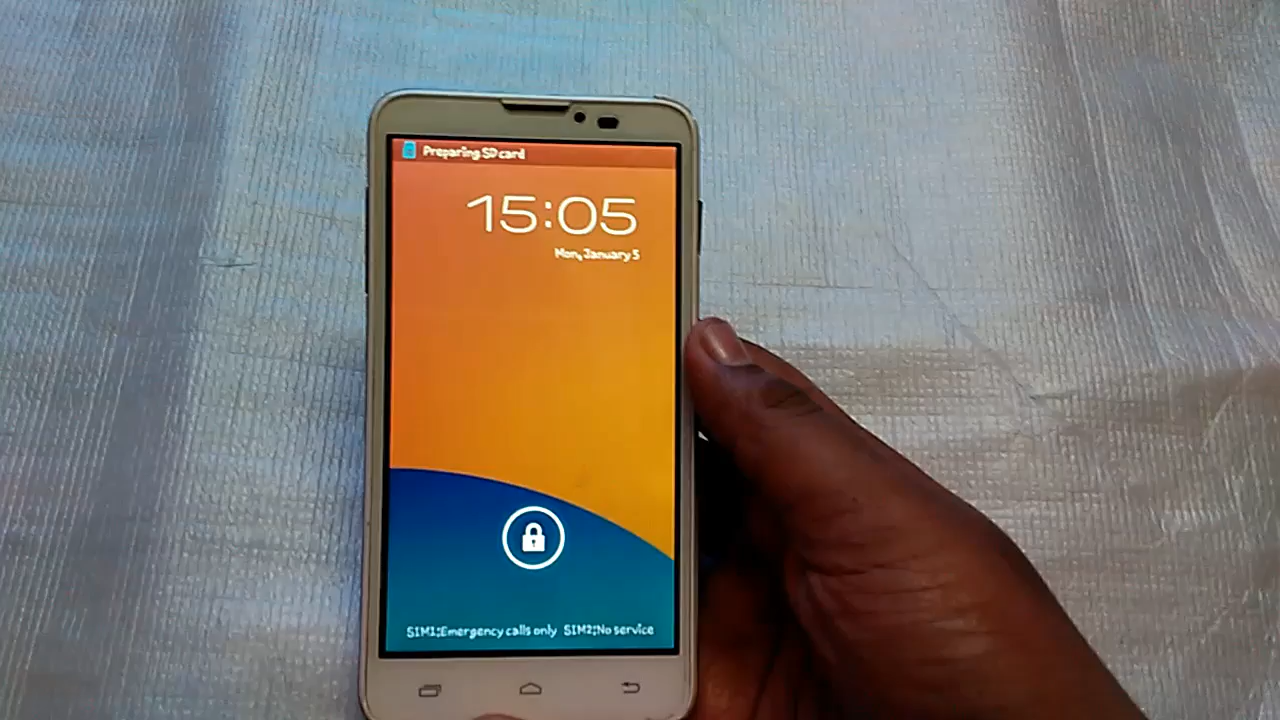 Preparing SD card
15:05
Mon, January 5
SIM1:Emergency calls only SIM2:No service